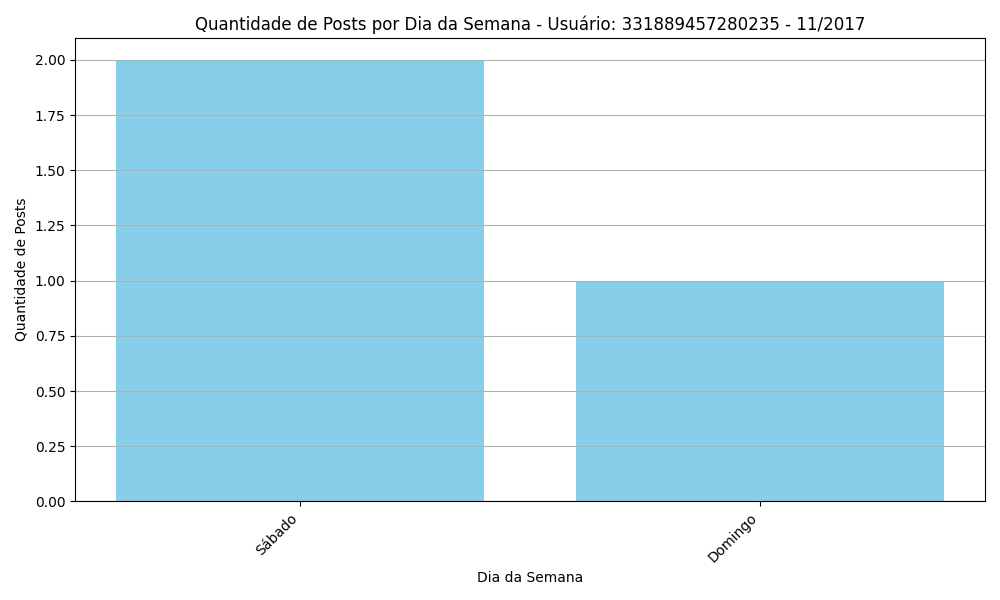 Quantidade de Posts por Dia da Semana - Usuário: 331889457280235 - 11/2017
Quantidade de Posts
2.00
1.75
1.50
1.25
1.00
0.75
0.50
0.25
0.00
Sábado
Domingo
Dia da Semana